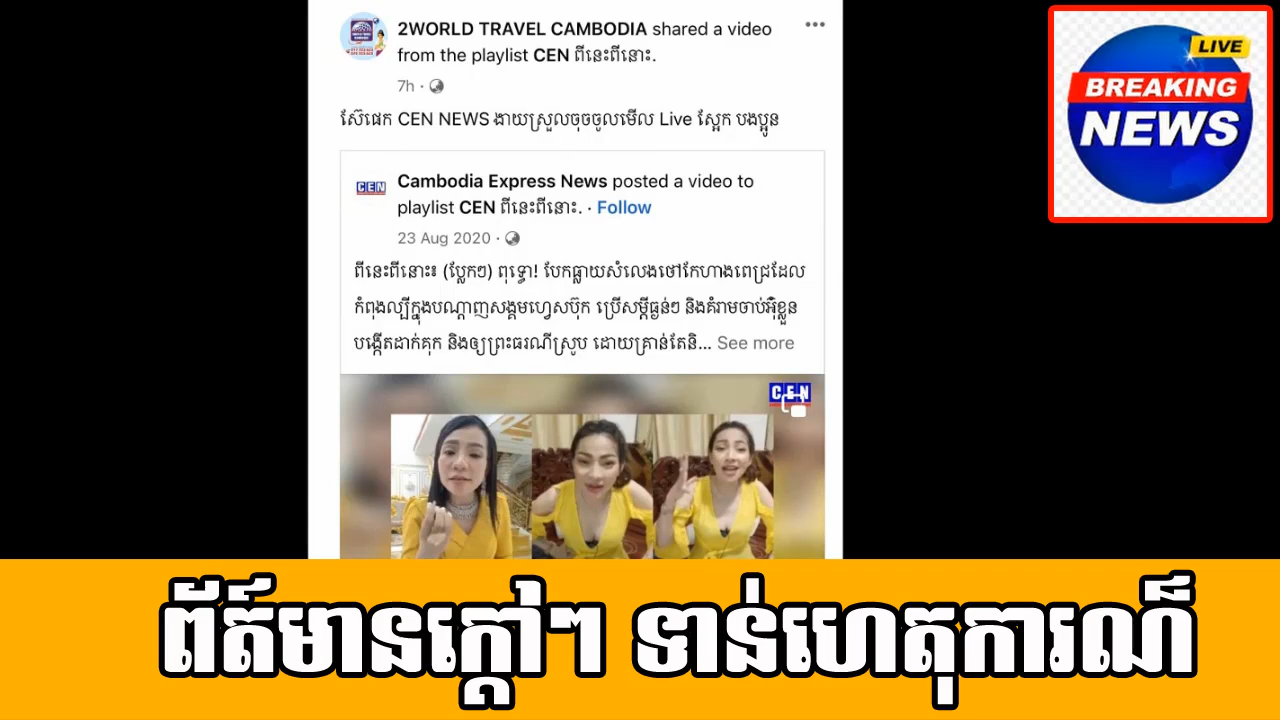 2WORLD TRAVEL CAMBODIA shared a video
from the playlist CEN ពីនេះពីនោះ.
7h ·
ស៊ែផេក CEN NEWS ងាយស្រួលចុចចូលមើល Live ស្អែក បងប្អូន
CEN
Cambodia Express News posted a video to
playlist CEN ពីនេះពីនោះ. · Follow
23 Aug 2020 ·
ពីនេះពីនោះ៖ (ប្លែកៗ) ពុទ្ធោ! បែកធ្លាយសំលេងថៅកែហាងពេជ្រដែល
កំពុងល្បីក្នុងបណ្តាញសង្គមហ្វេសប៊ុក ប្រើសម្តីធ្ងន់ៗ និងគំរាមចាប់អ៊ុំខ្លួន
បង្កើតដាក់គុក និងឲ្យព្រះធរណីស្រូប ដោយគ្រាន់តែនិ... See more
CEN
LIVE
BREAKING
NEWS
ព័ត៍មានក្តៅៗ ទាន់ហេតុការណ៏